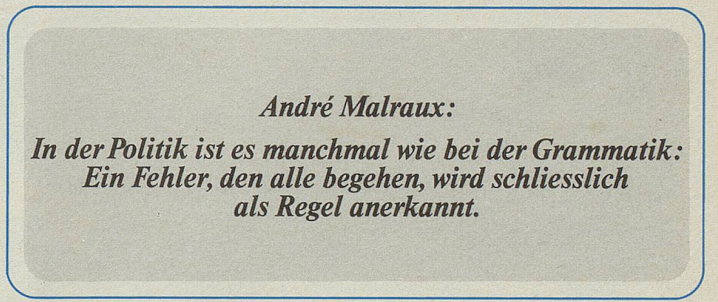 André Malraux:
In der Politik ist es manchmal wie bei der Grammatik:
Ein Fehler, den alle begehen, wird schliesslich
als Regel anerkannt.